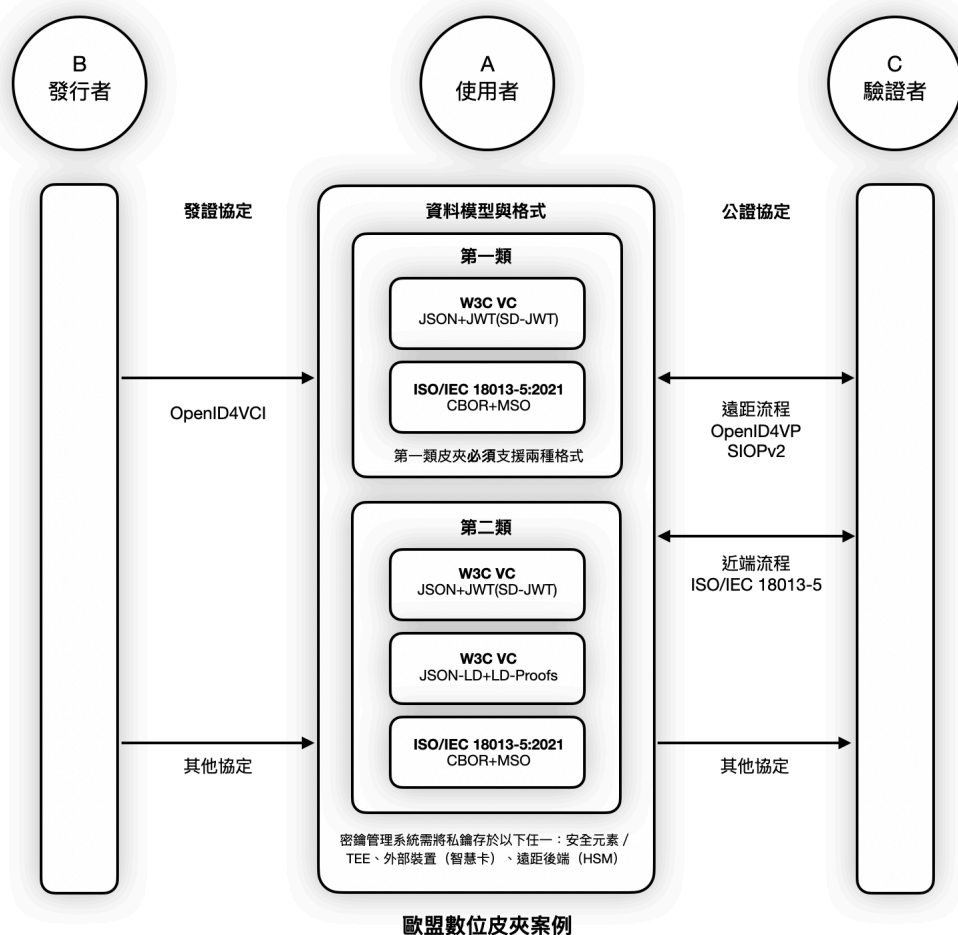 B
發行者
A
使用者
C
驗證者
發證協定
資料模型與格式
公證協定
第一類
W3C VC
JSON+JWT(SD-JWT)
ISO/IEC 18013-5:2021
CBOR+MSO
第一類皮夾必須支援兩種格式
OpenID4VCI
遠距流程
OpenID4VP
SIOPv2
第二類
W3C VC
JSON+JWT(SD-JWT)
W3C VC
JSON-LD+LD-Proofs
ISO/IEC 18013-5:2021
CBOR+MSO
近端流程
ISO/IEC 18013-5
其他協定
其他協定
密鑰管理系統需將私鑰存於以下任一：安全元素 /
TEE、外部裝置（智慧卡）、遠距後端（HSM）
歐盟數位皮夾案例